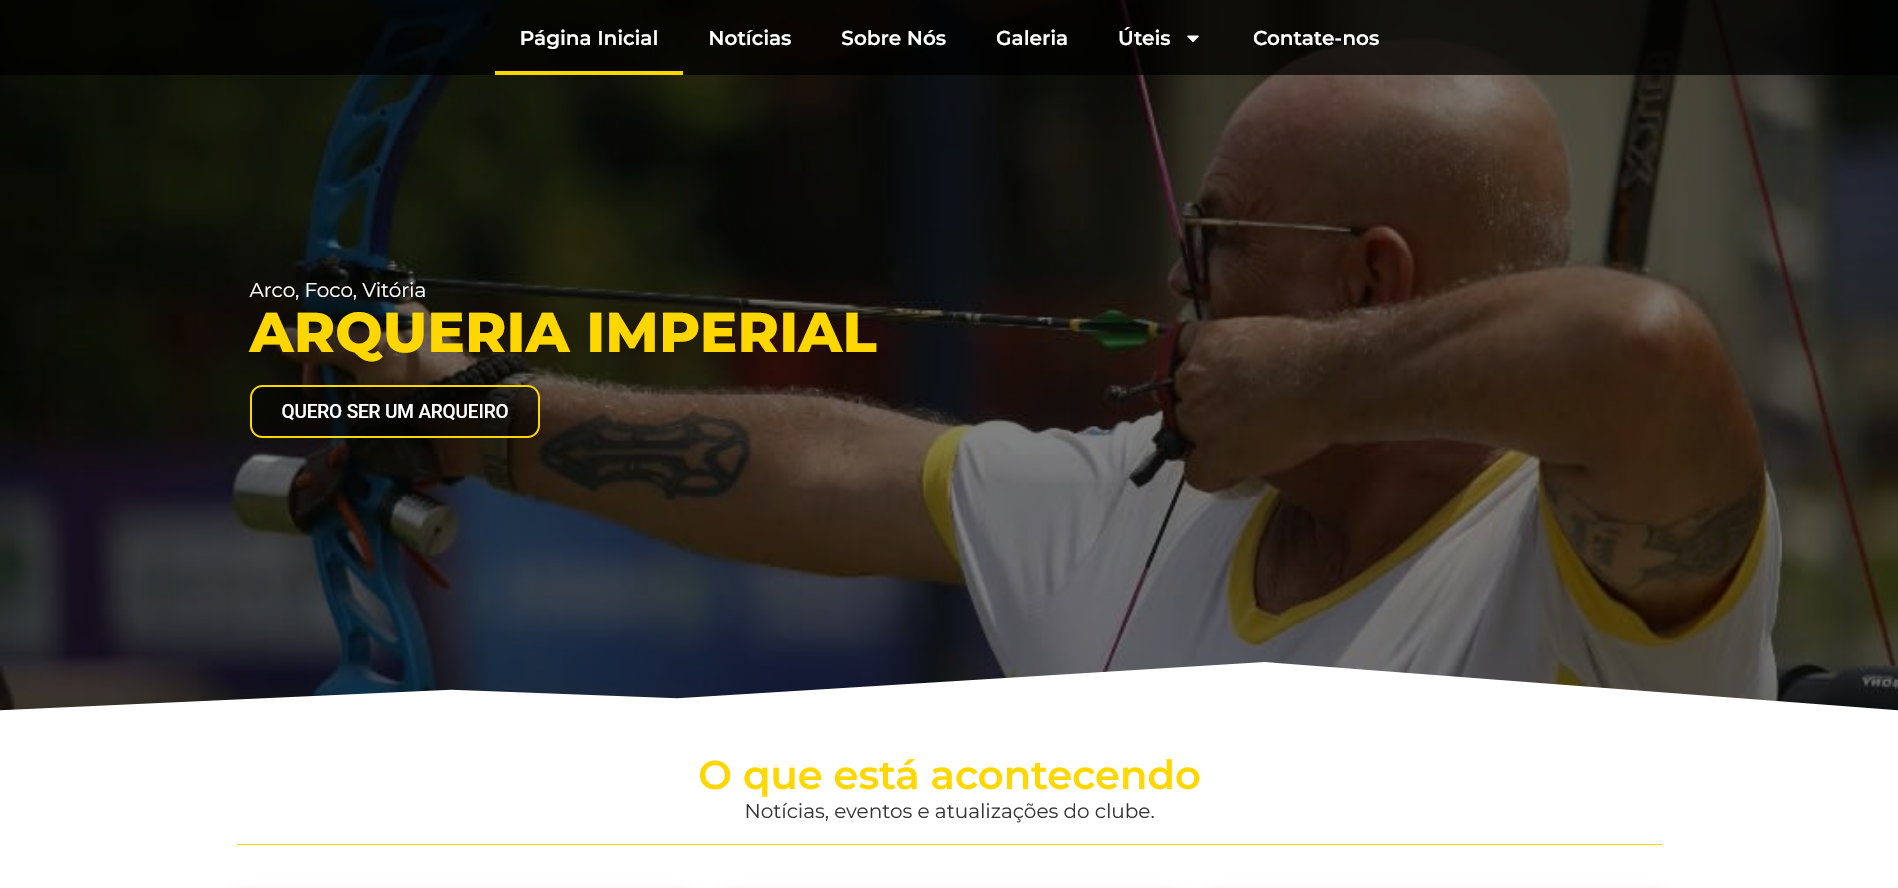 Página Inicial Notícias Sobre Nós Galeria Úteis Contate-nos
Arco, Foco, Vitória
ARQUERIA IMPERIAL
QUERO SER UM ARQUEIRO
O que está acontecendo
Notícias, eventos e atualizações do clube.